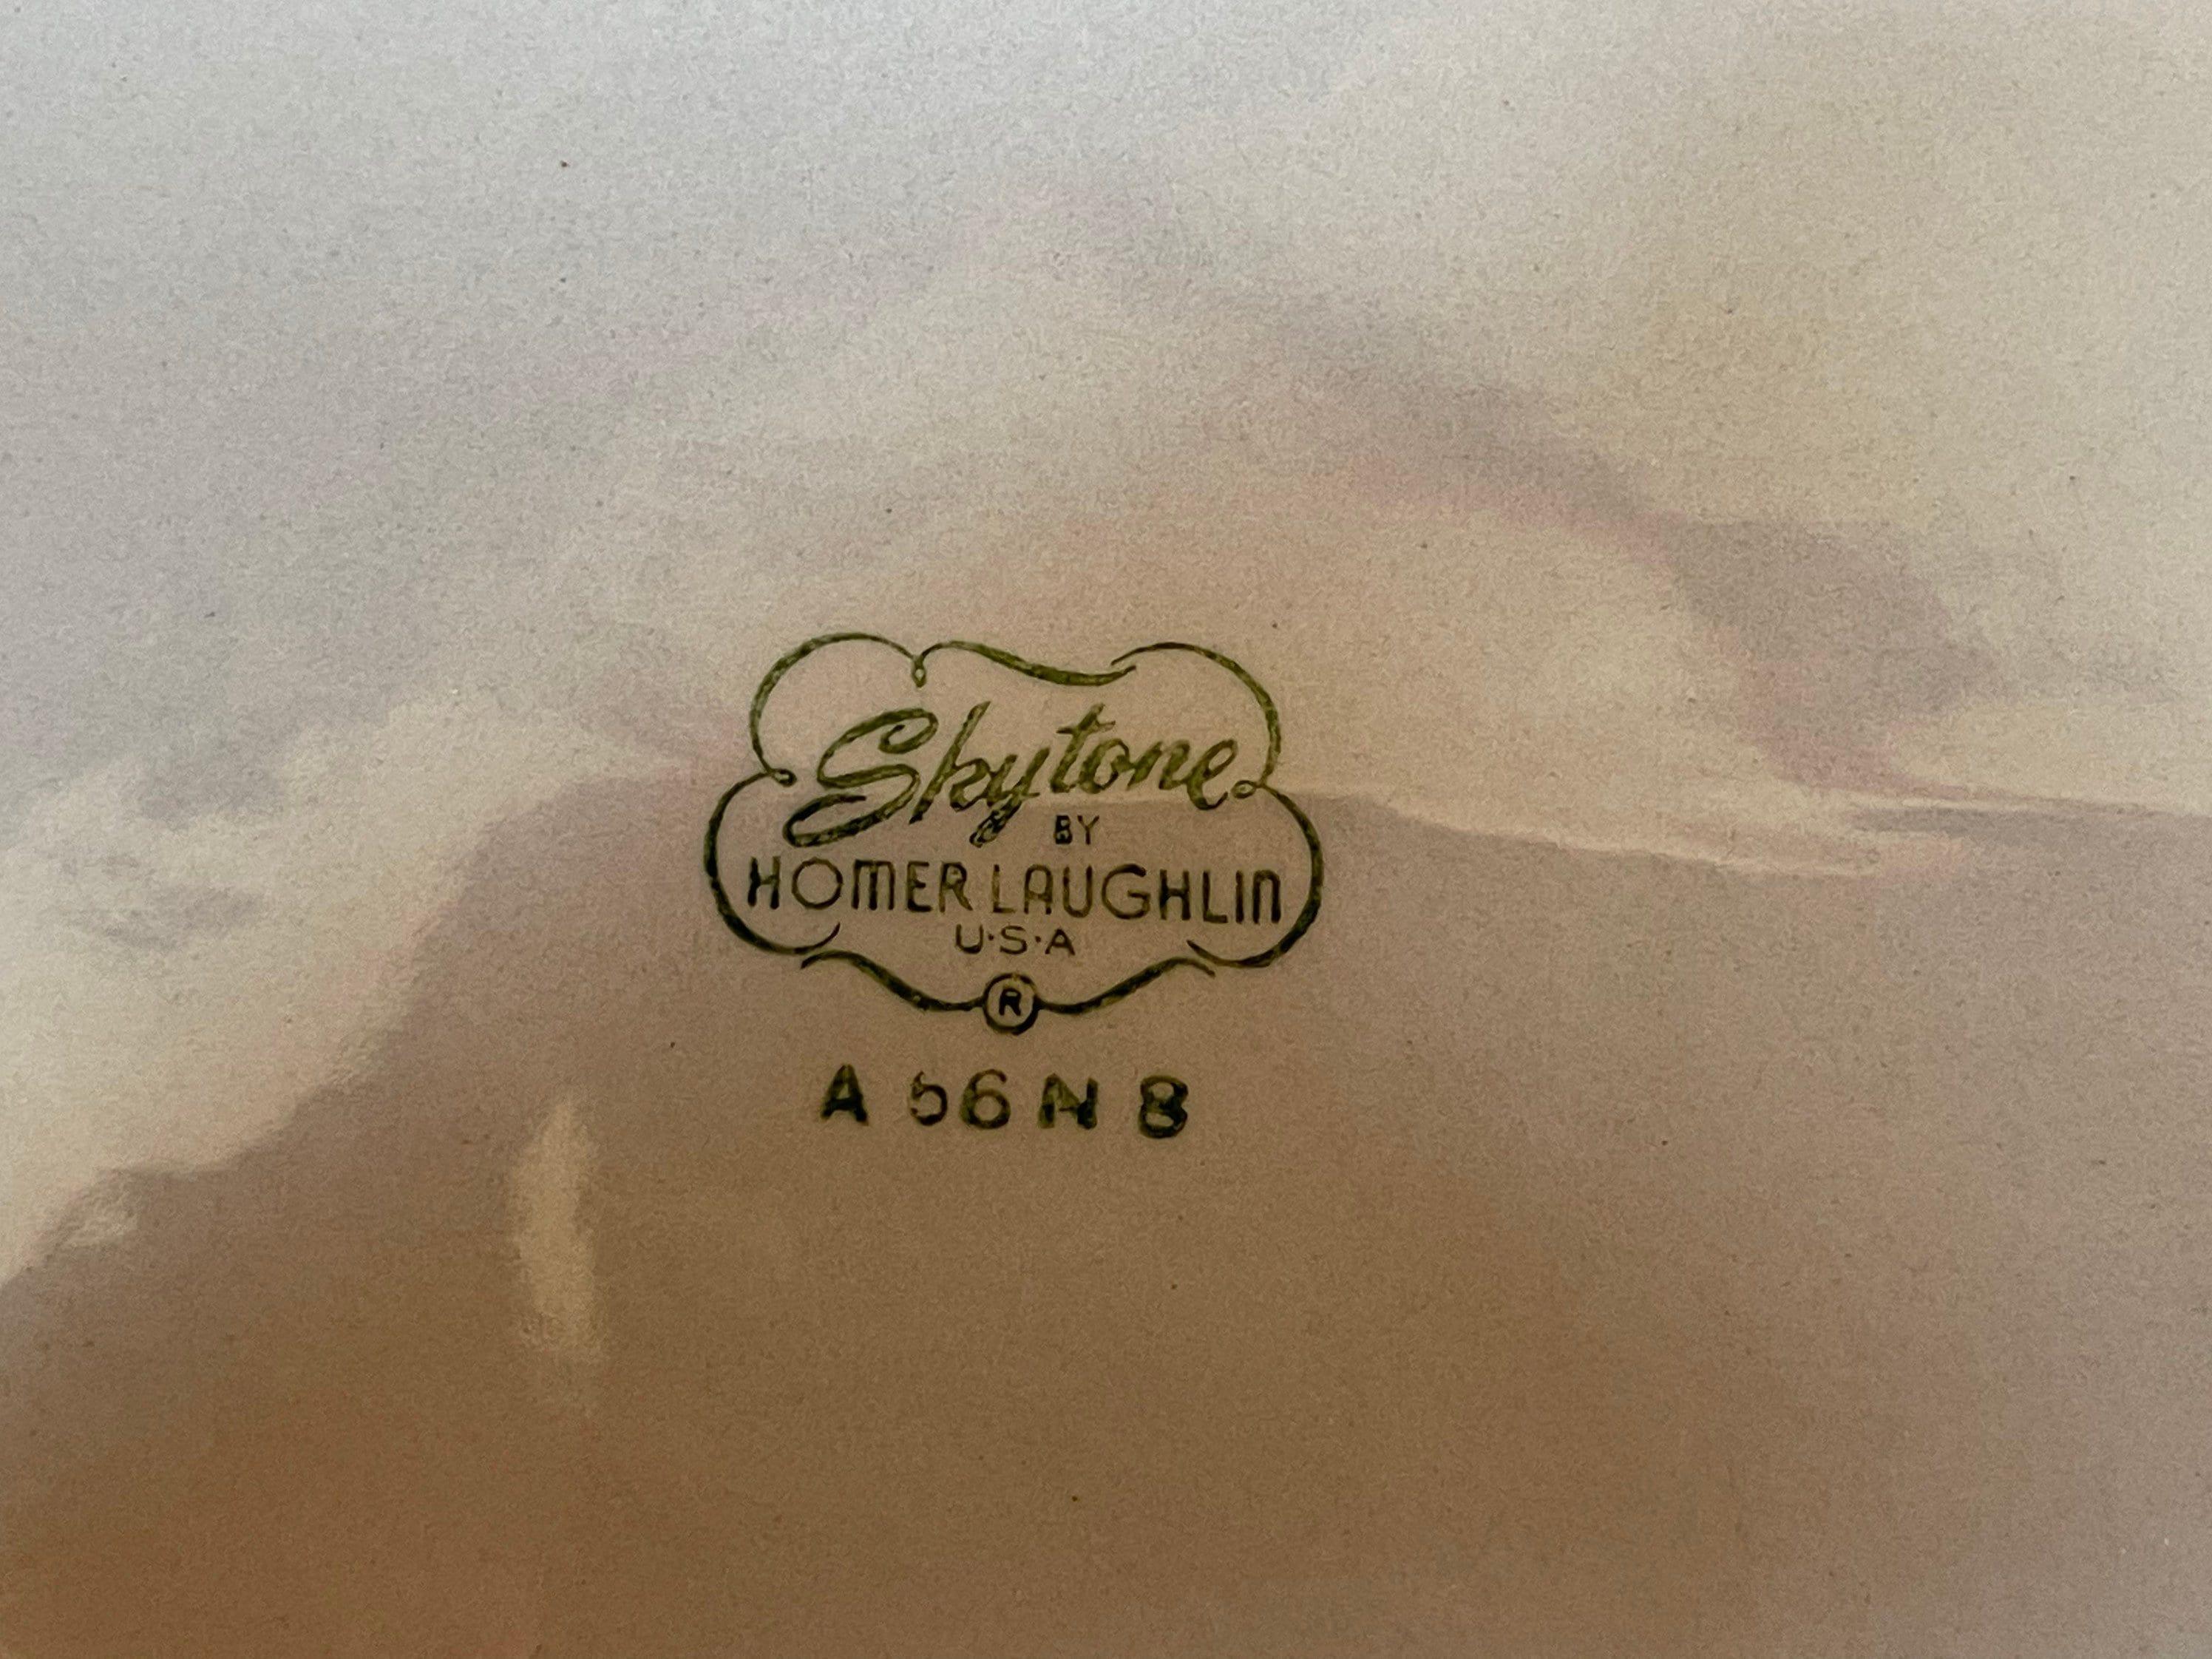 Skytone
BY
HOMER LAUGHLIN
U·S·A
®
A 56 N 8